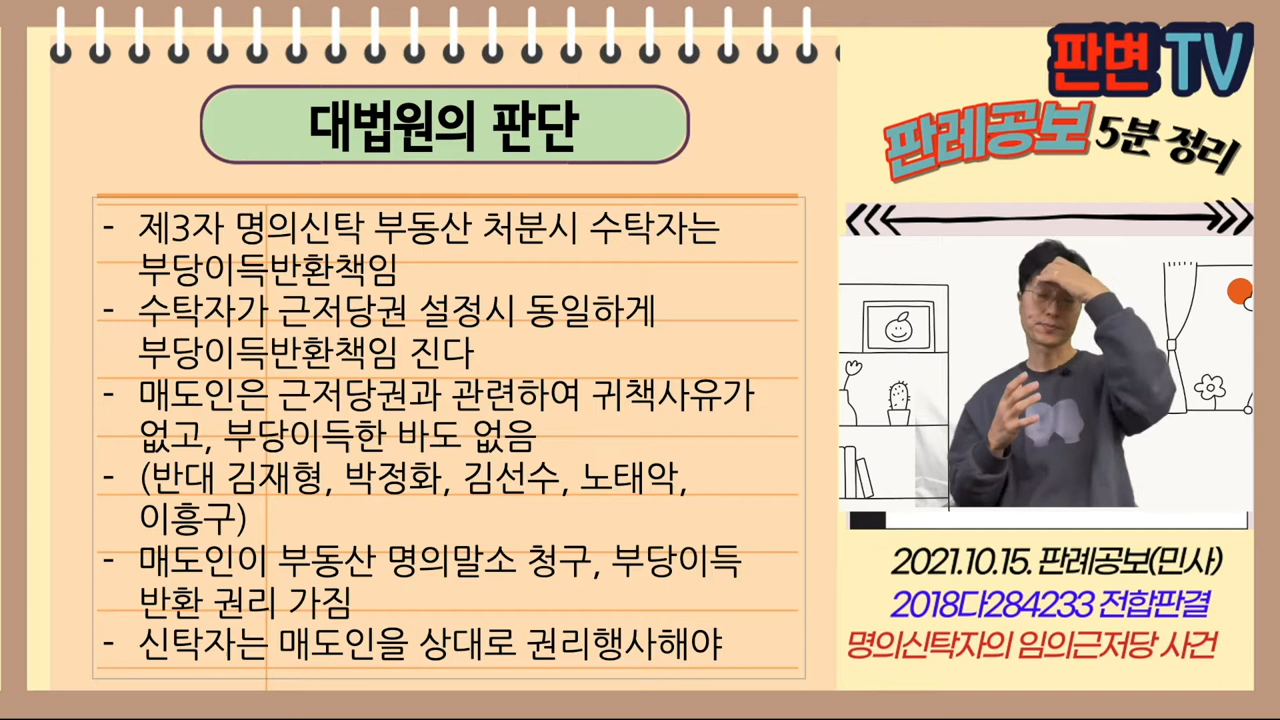 대법원의 판단
- 제3자 명의신탁 부동산 처분시 수탁자는
부당이득반환책임
- 수탁자가 근저당권 설정시 동일하게
부당이득반환책임 진다
- 매도인은 근저당권과 관련하여 귀책사유가
없고, 부당이득한 바도 없음
- (반대 김재형, 박정화, 김선수, 노태악,
이흥구)
- 매도인이 부동산 명의말소 청구, 부당이득
반환 권리 가짐
- 신탁자는 매도인을 상대로 권리행사해야
판변 TV
판례공보 5분 정리
2021.10.15. 판례공보(민사)
2018다284233 전합판결
명의신탁자의 임의근저당 사건